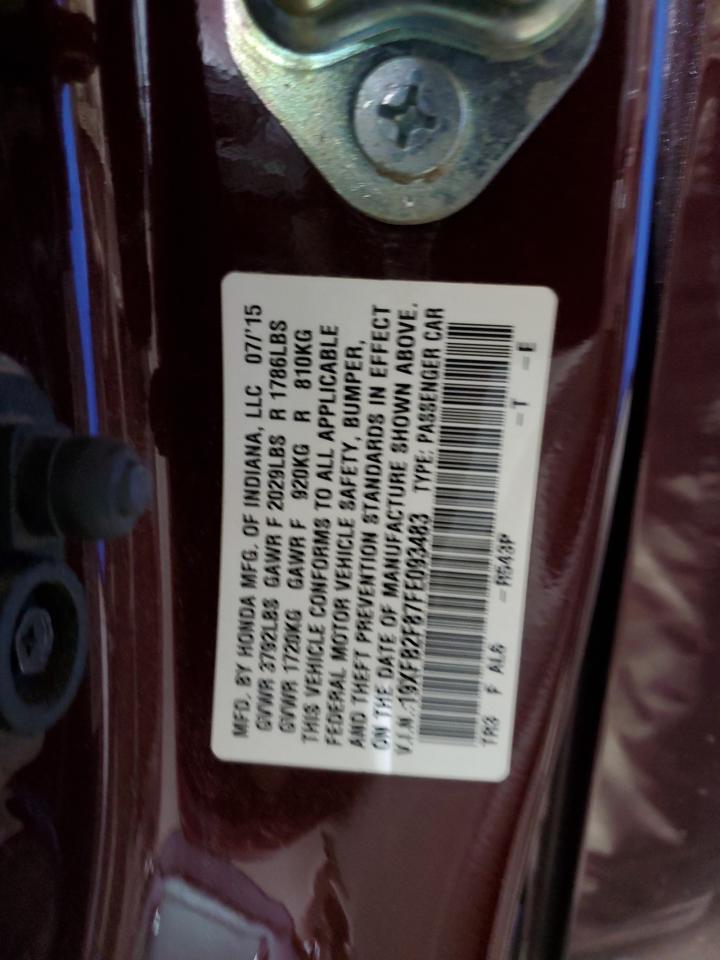 MFD. BY HONDA MFG. OF INDIANA, LLC 07/'15
GVWR 3792LBS GAWR F 2029LBS R 1786LBS
GVWR 1720KG GAWR F 920KG R 810KG
THIS VEHICLE CONFORMS TO ALL APPLICABLE
FEDERAL MOTOR VEHICLE SAFETY, BUMPER,
AND THEFT PREVENTION STANDARDS IN EFFECT
ON THE DATE OF MANUFACTURE SHOWN ABOVE.
V.I.N.:19XFB2F87FE093483 TYPE: PASSENGER CAR
TR3 F AL6 – R543P – T – E